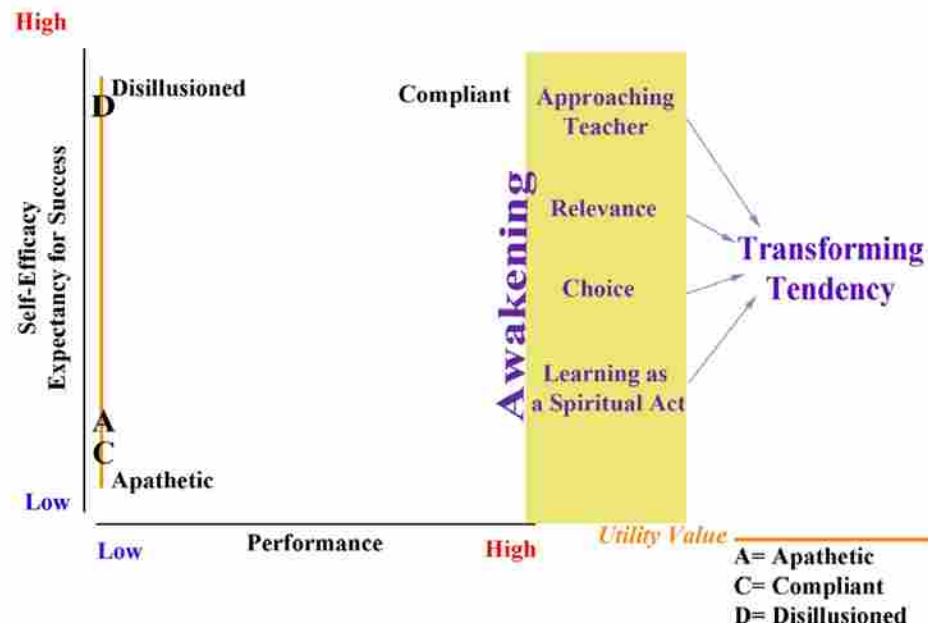 High
Disillusioned
D
Compliant
Approaching
Teacher
Self-Efficacy
Expectancy for Success
Awakening
Relevance
Transforming
Tendency
Choice
Learning as
a Spiritual Act
A
C
Apathetic
Low
Low
Performance
High
Utility Value
A= Apathetic
C= Compliant
D= Disillusioned